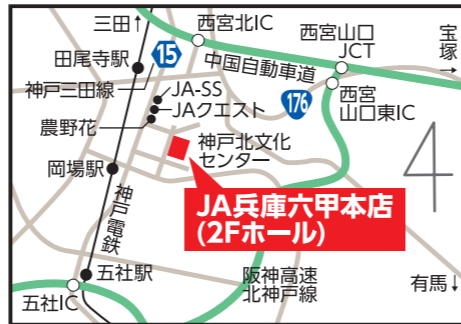 三田↑
西宮北IC
西宮山口
JCT
宝塚→
田尾寺駅
15
中国自動車道
神戸三田線
JA-SS
JAクエスト
176
西宮
山口東IC
農野花
神戸北文化
センター
岡場駅
JA兵庫六甲本店
(2Fホール)
神戸電鉄
五社駅
阪神高速
北神戸線
有馬↓
五社IC